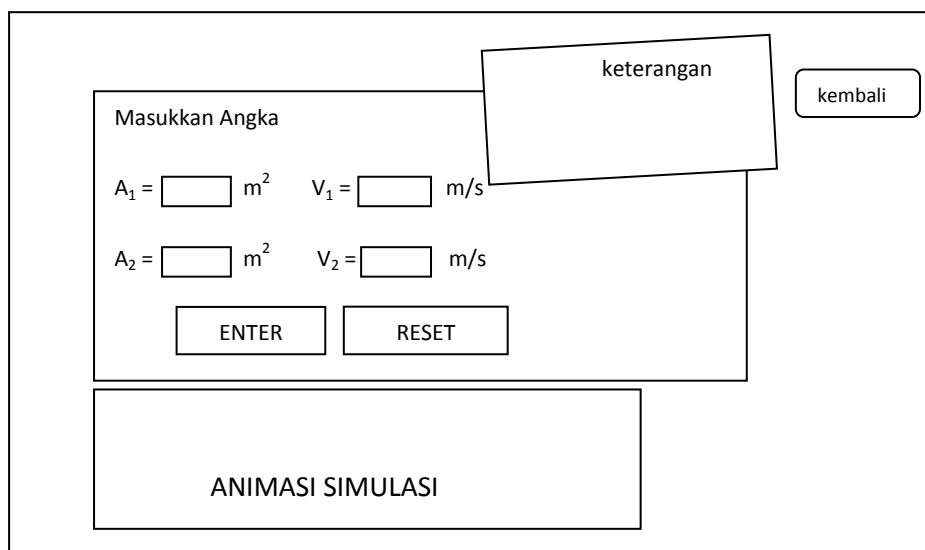 keterangan
kembali
Masukkan Angka
A₁ = m² V₁ = m/s
A₂ = m² V₂ = m/s
ENTER RESET
ANIMASI SIMULASI